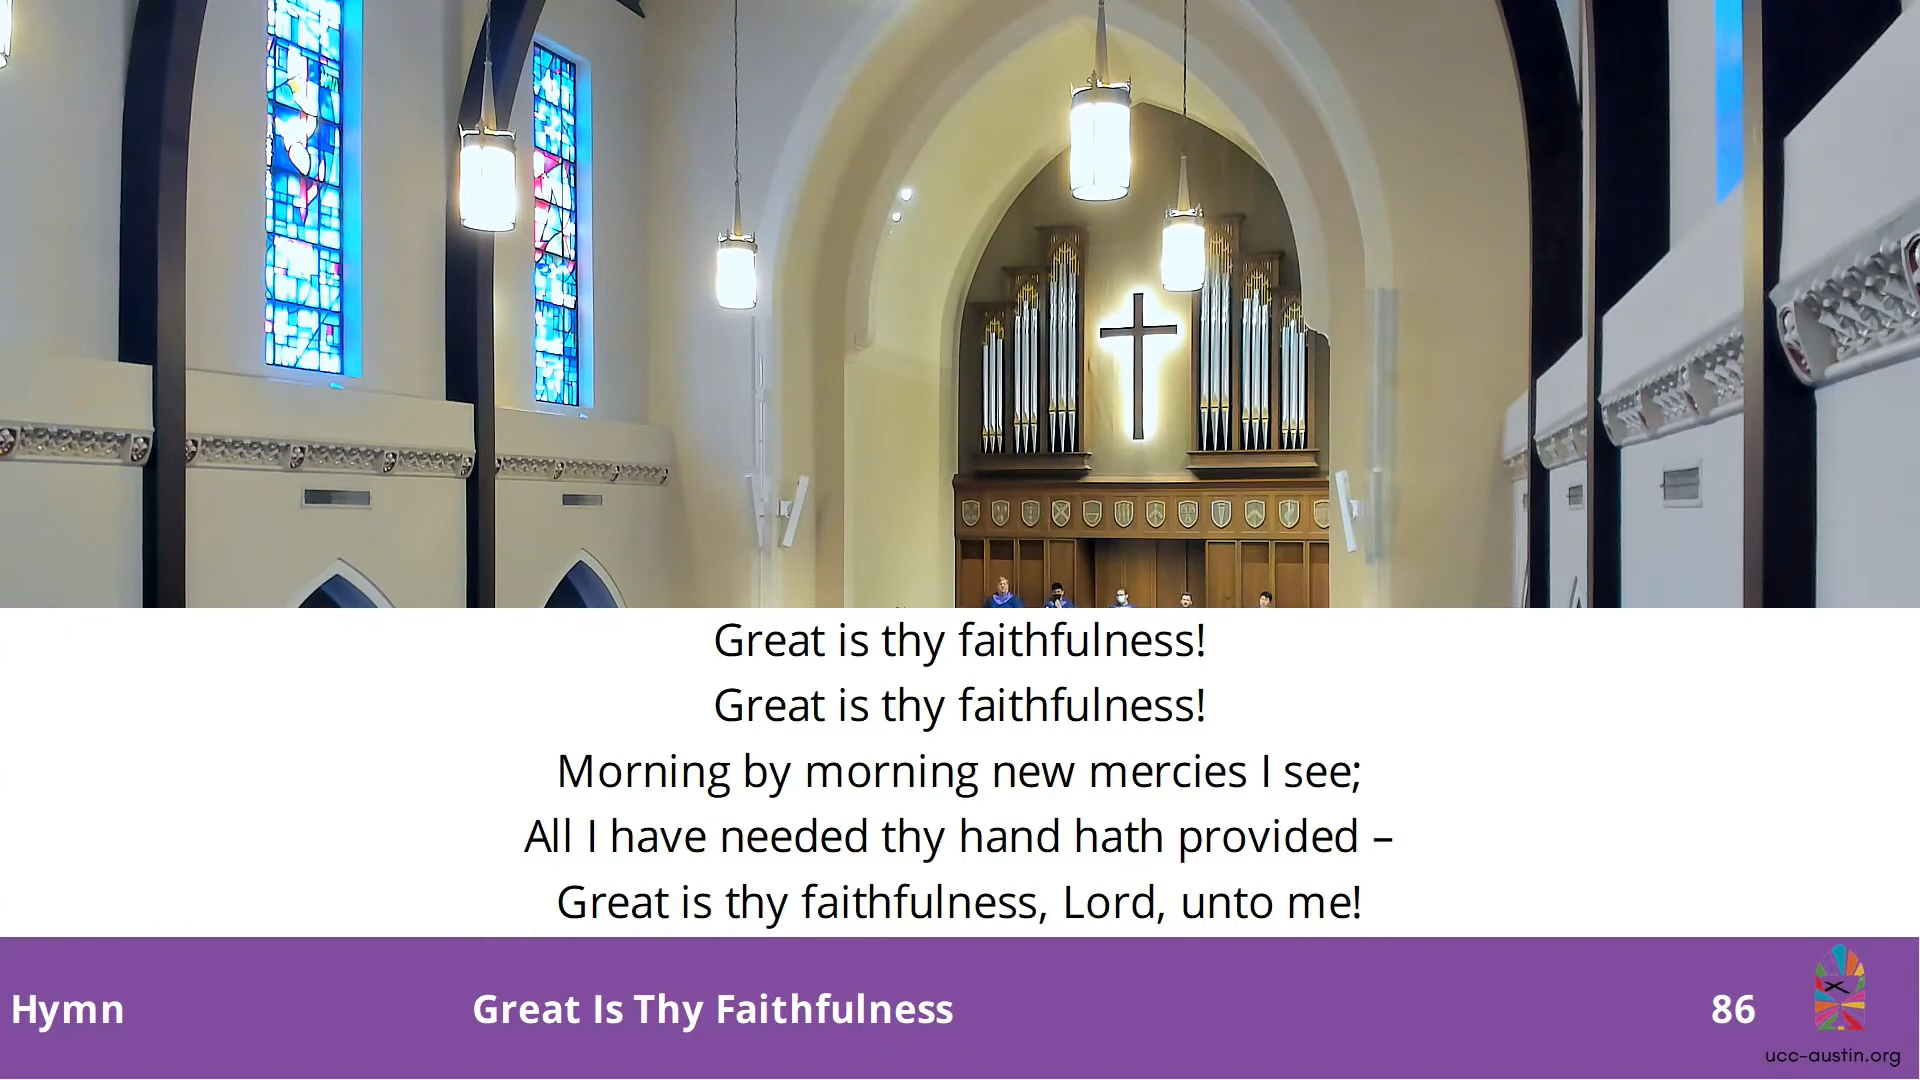 Great is thy faithfulness!
Great is thy faithfulness!
Morning by morning new mercies I see;
All I have needed thy hand hath provided –
Great is thy faithfulness, Lord, unto me!
Hymn Great Is Thy Faithfulness 86
ucc-austin.org